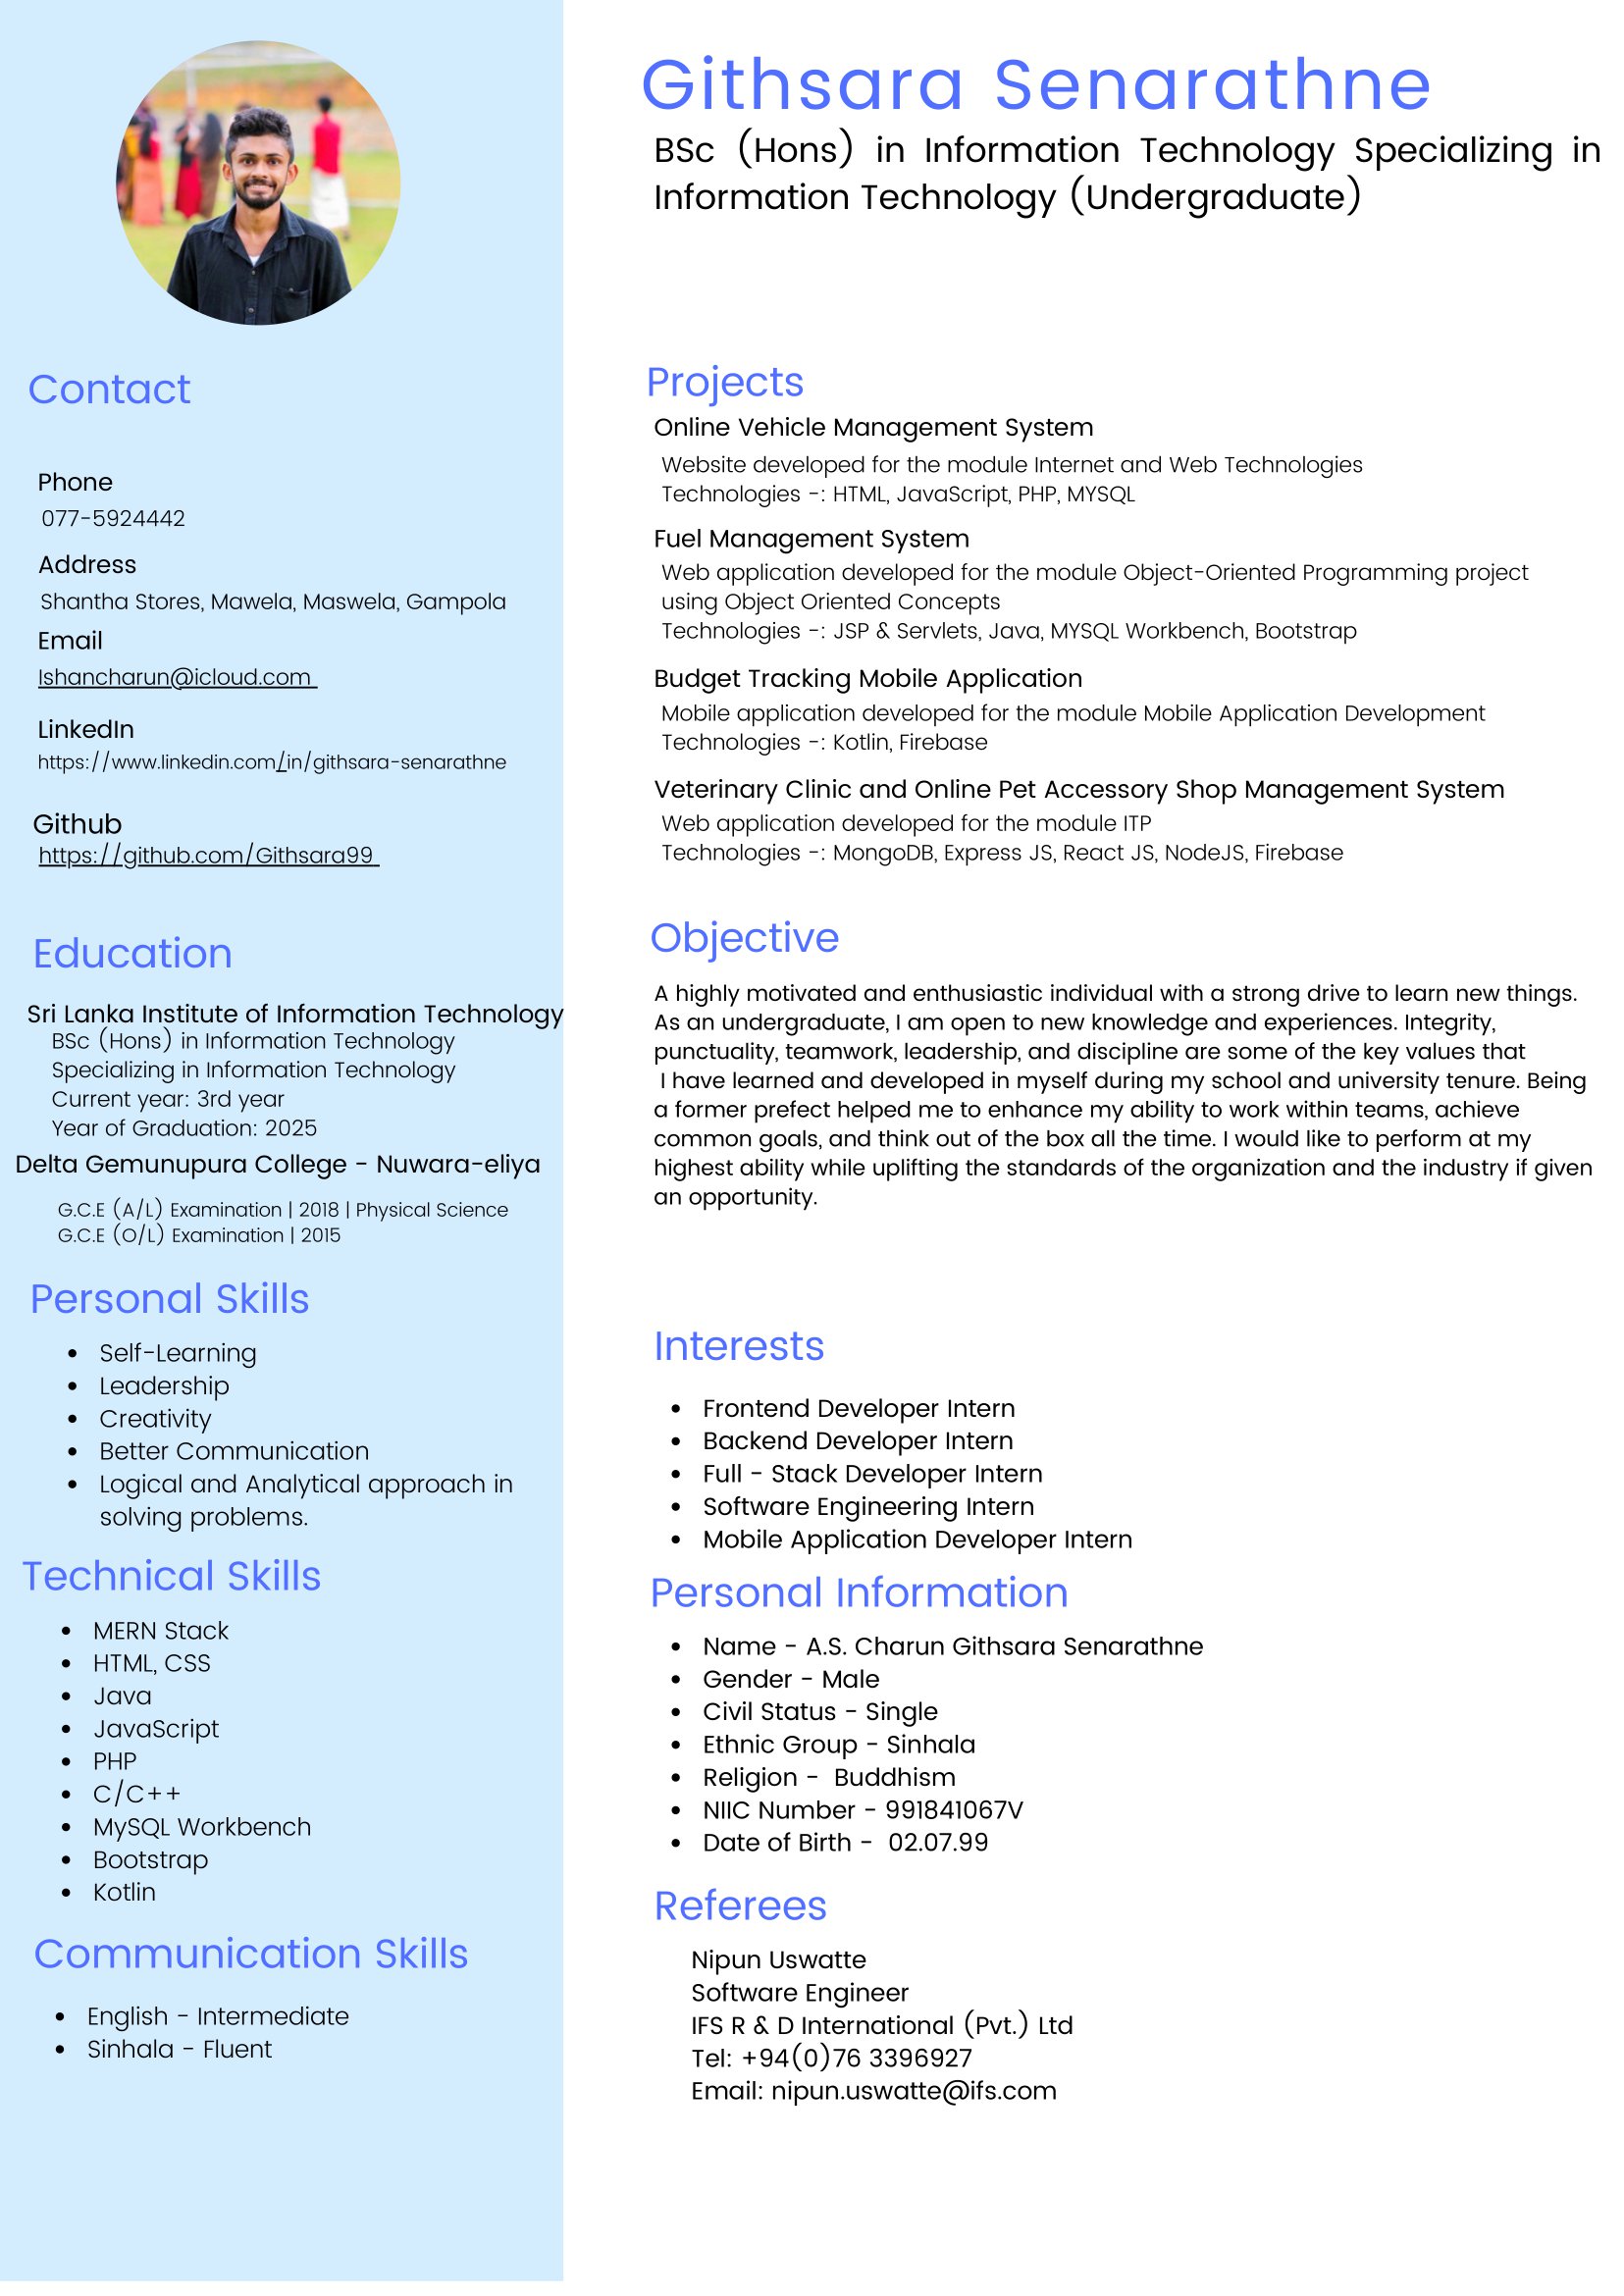 Githsara Senarathne
BSc (Hons) in Information Technology Specializing in
Information Technology (Undergraduate)
Contact
Phone
077-5924442
Address
Shantha Stores, Mawela, Maswela, Gampola
Email
Ishancharun@icloud.com
LinkedIn
https://www.linkedin.com/in/githsara-senarathne
Github
https://github.com/Githsara99
Education
Sri Lanka Institute of Information Technology
BSc (Hons) in Information Technology
Specializing in Information Technology
Current year: 3rd year
Year of Graduation: 2025
Delta Gemunupura College - Nuwara-eliya
G.C.E (A/L) Examination | 2018 | Physical Science
G.C.E (O/L) Examination | 2015
Personal Skills
• Self-Learning
• Leadership
• Creativity
• Better Communication
• Logical and Analytical approach in
solving problems.
Technical Skills
• MERN Stack
• HTML, CSS
• Java
• JavaScript
• PHP
• C/C++
• MySQL Workbench
• Bootstrap
• Kotlin
Communication Skills
• English - Intermediate
• Sinhala - Fluent
Projects
Online Vehicle Management System
Website developed for the module Internet and Web Technologies
Technologies -: HTML, JavaScript, PHP, MYSQL
Fuel Management System
Web application developed for the module Object-Oriented Programming project
using Object Oriented Concepts
Technologies -: JSP & Servlets, Java, MYSQL Workbench, Bootstrap
Budget Tracking Mobile Application
Mobile application developed for the module Mobile Application Development
Technologies -: Kotlin, Firebase
Veterinary Clinic and Online Pet Accessory Shop Management System
Web application developed for the module ITP
Technologies -: MongoDB, Express JS, React JS, NodeJS, Firebase
Objective
A highly motivated and enthusiastic individual with a strong drive to learn new things.
As an undergraduate, I am open to new knowledge and experiences. Integrity,
punctuality, teamwork, leadership, and discipline are some of the key values that
I have learned and developed in myself during my school and university tenure. Being
a former prefect helped me to enhance my ability to work within teams, achieve
common goals, and think out of the box all the time. I would like to perform at my
highest ability while uplifting the standards of the organization and the industry if given
an opportunity.
Interests
• Frontend Developer Intern
• Backend Developer Intern
• Full - Stack Developer Intern
• Software Engineering Intern
• Mobile Application Developer Intern
Personal Information
• Name - A.S. Charun Githsara Senarathne
• Gender - Male
• Civil Status - Single
• Ethnic Group - Sinhala
• Religion - Buddhism
• NIIC Number - 991841067V
• Date of Birth - 02.07.99
Referees
Nipun Uswatte
Software Engineer
IFS R & D International (Pvt.) Ltd
Tel: +94(0)76 3396927
Email: nipun.uswatte@ifs.com